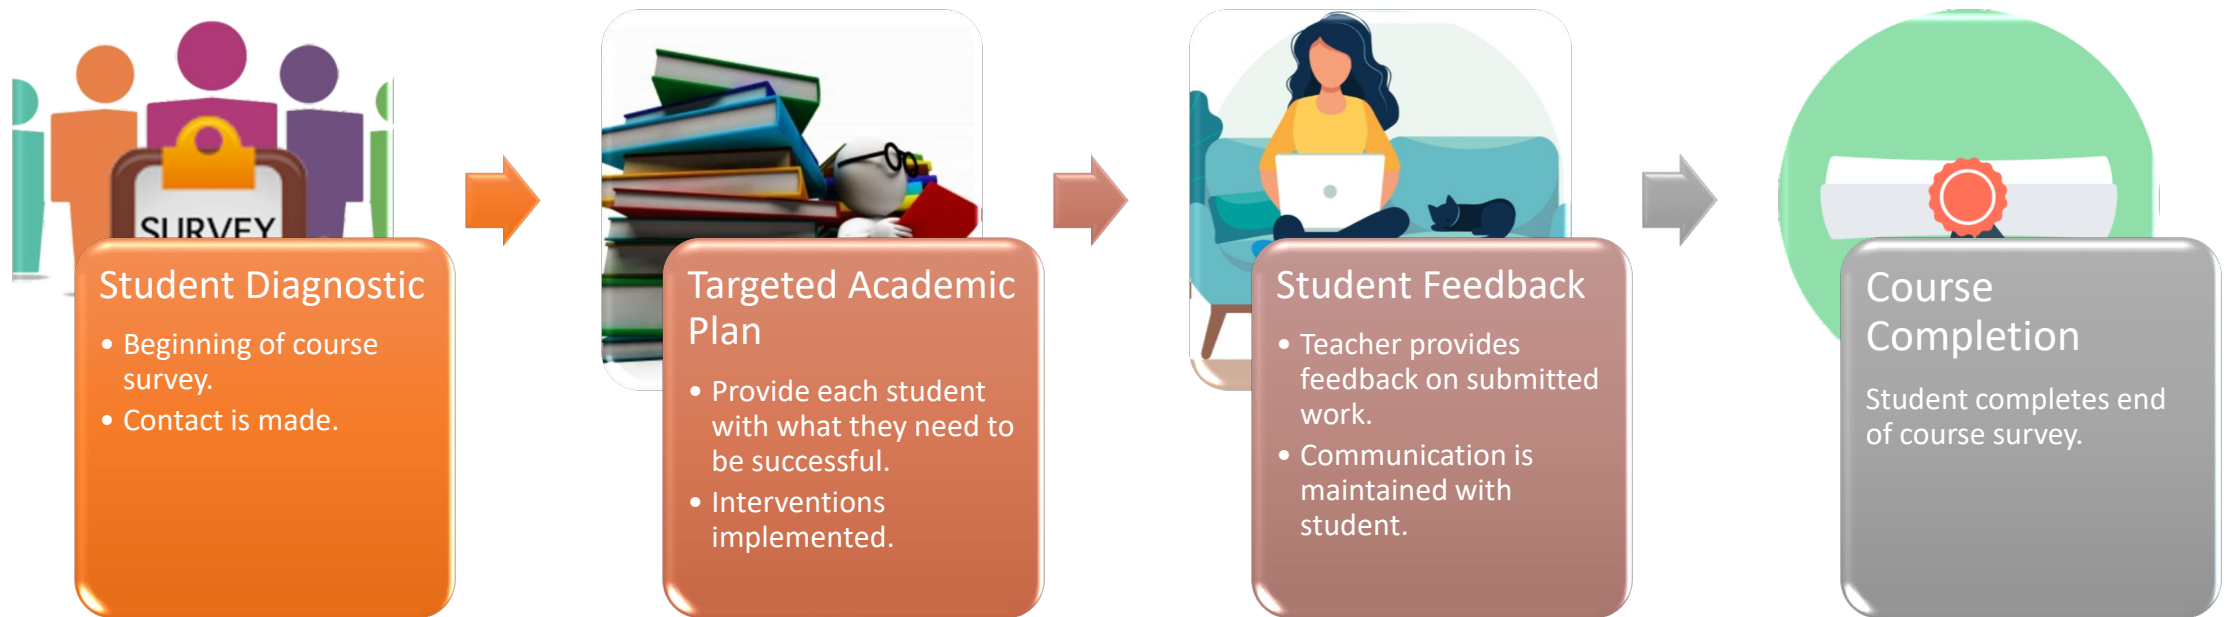 SURVEY
Student Diagnostic
• Beginning of course
survey.
• Contact is made.
Targeted Academic
Plan
• Provide each student
with what they need to
be successful.
• Interventions
implemented.
Student Feedback
• Teacher provides
feedback on submitted
work.
• Communication is
maintained with
student.
Course
Completion
Student completes end
of course survey.